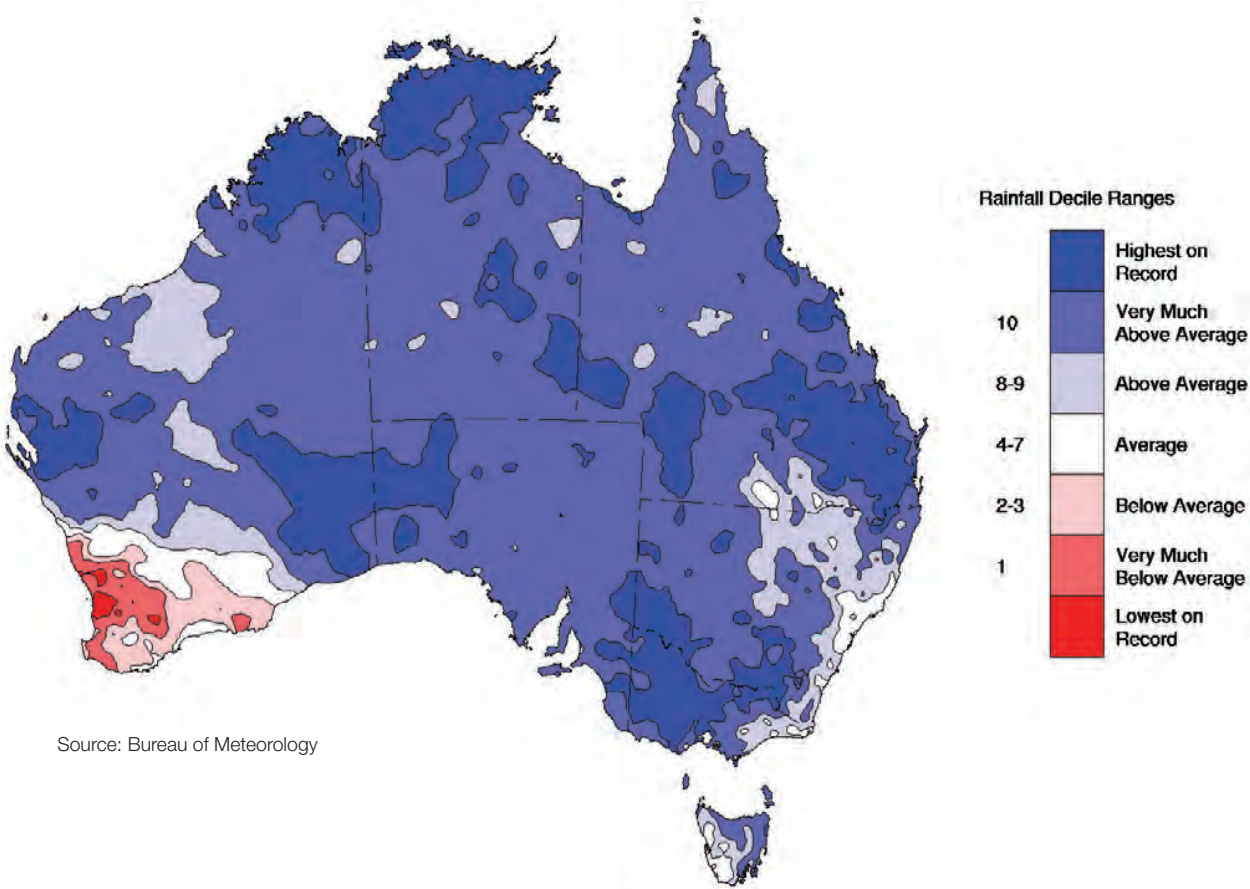 Rainfall Decile Ranges
Highest on
Record
10
Very Much
Above Average
8-9
Above Average
4-7
Average
2-3
Below Average
1
Very Much
Below Average
Lowest on
Record
Source: Bureau of Meteorology